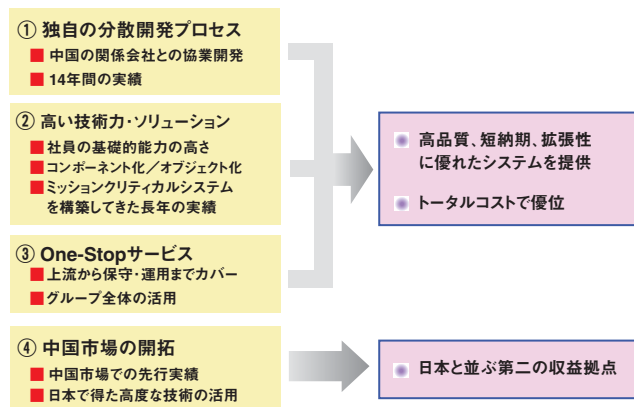 ① 独自の分散開発プロセス
■ 中国の関係会社との協業開発
■ 14年間の実績
② 高い技術力・ソリューション
■ 社員の基礎的能力の高さ
■ コンポーネント化／オブジェクト化
■ ミッションクリティカルシステム
を構築してきた長年の実績
③ One-Stopサービス
■ 上流から保守・運用までカバー
■ グループ全体の活用
高品質、短納期、拡張性
に優れたシステムを提供
トータルコストで優位
④ 中国市場の開拓
■ 中国市場での先行実績
■ 日本で得た高度な技術の活用
日本と並ぶ第二の収益拠点